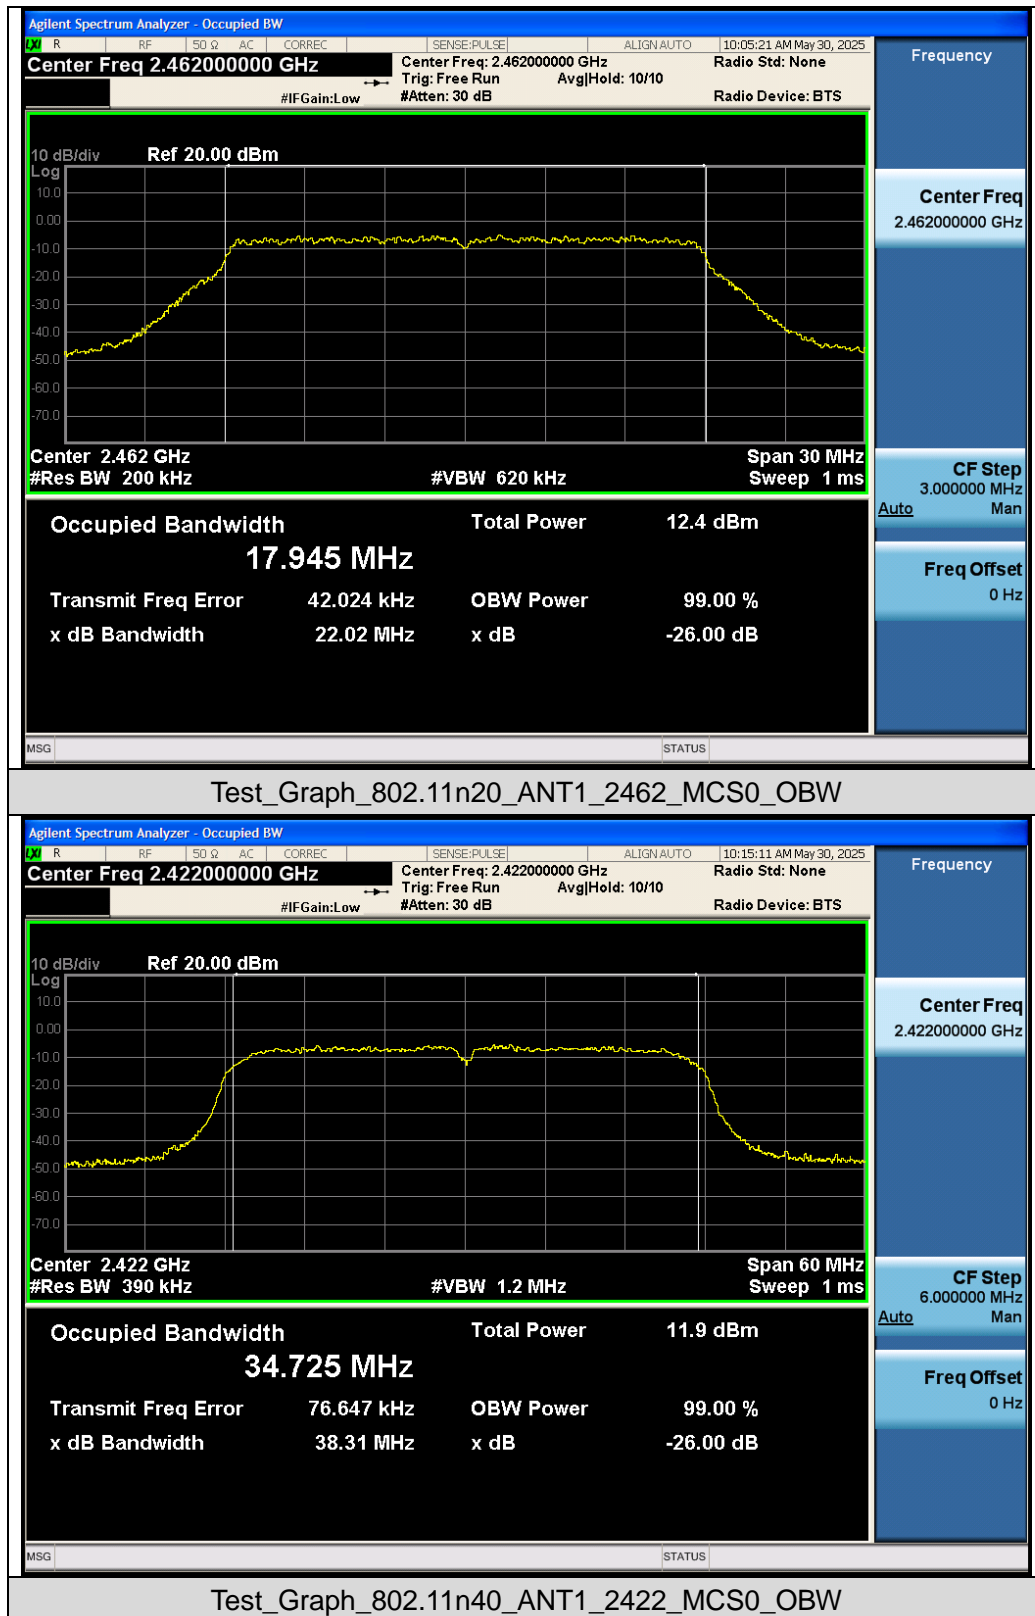 Agilent Spectrum Analyzer - Occupied BW
LXI R RF 50 Ω AC CORREC SENSE:PULSE ALIGN AUTO 10:05:21 AM May 30, 2025
Center Freq 2.462000000 GHz
Center Freq: 2.462000000 GHz Radio Std: None
Trig: Free Run Avg|Hold: 10/10
#IFGain:Low #Atten: 30 dB Radio Device: BTS
Frequency
10 dB/div Ref 20.00 dBm
Log
10.0
0.00
-10.0
-20.0
-30.0
-40.0
-50.0
-60.0
-70.0
Center 2.462 GHz Span 30 MHz
#Res BW 200 kHz #VBW 620 kHz Sweep 1 ms
Center Freq
2.462000000 GHz
CF Step
3.000000 MHz
Auto Man
Freq Offset
0 Hz
Occupied Bandwidth Total Power 12.4 dBm
17.945 MHz
Transmit Freq Error 42.024 kHz OBW Power 99.00 %
x dB Bandwidth 22.02 MHz x dB -26.00 dB
MSG STATUS
Test_Graph_802.11n20_ANT1_2462_MCS0_OBW
Agilent Spectrum Analyzer - Occupied BW
LXI R RF 50 Ω AC CORREC SENSE:PULSE ALIGN AUTO 10:15:11 AM May 30, 2025
Center Freq 2.422000000 GHz
Center Freq: 2.422000000 GHz Radio Std: None
Trig: Free Run Avg|Hold: 10/10
#IFGain:Low #Atten: 30 dB Radio Device: BTS
Frequency
10 dB/div Ref 20.00 dBm
Log
10.0
0.00
-10.0
-20.0
-30.0
-40.0
-50.0
-60.0
-70.0
Center 2.422 GHz Span 60 MHz
#Res BW 390 kHz #VBW 1.2 MHz Sweep 1 ms
Center Freq
2.422000000 GHz
CF Step
6.000000 MHz
Auto Man
Freq Offset
0 Hz
Occupied Bandwidth Total Power 11.9 dBm
34.725 MHz
Transmit Freq Error 76.647 kHz OBW Power 99.00 %
x dB Bandwidth 38.31 MHz x dB -26.00 dB
MSG STATUS
Test_Graph_802.11n40_ANT1_2422_MCS0_OBW